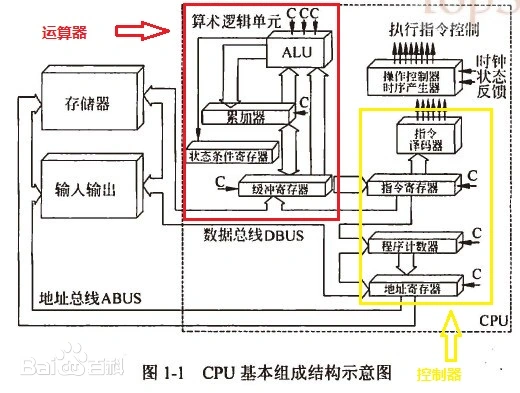 运算器
算术逻辑单元
C CCC
ALU
执行指令控制
操作控制器
时序产生器
时钟
状态
反馈
存储器
累加器
C
指令
译码器
状态条件寄存器
输入输出
C
缓冲寄存器
指令寄存器
C
数据总线DBUS
程序计数器
C
地址寄存器
C
地址总线ABUS
CPU
控制器
Bai 百科
图 1-1 CPU 基本组成结构示意图